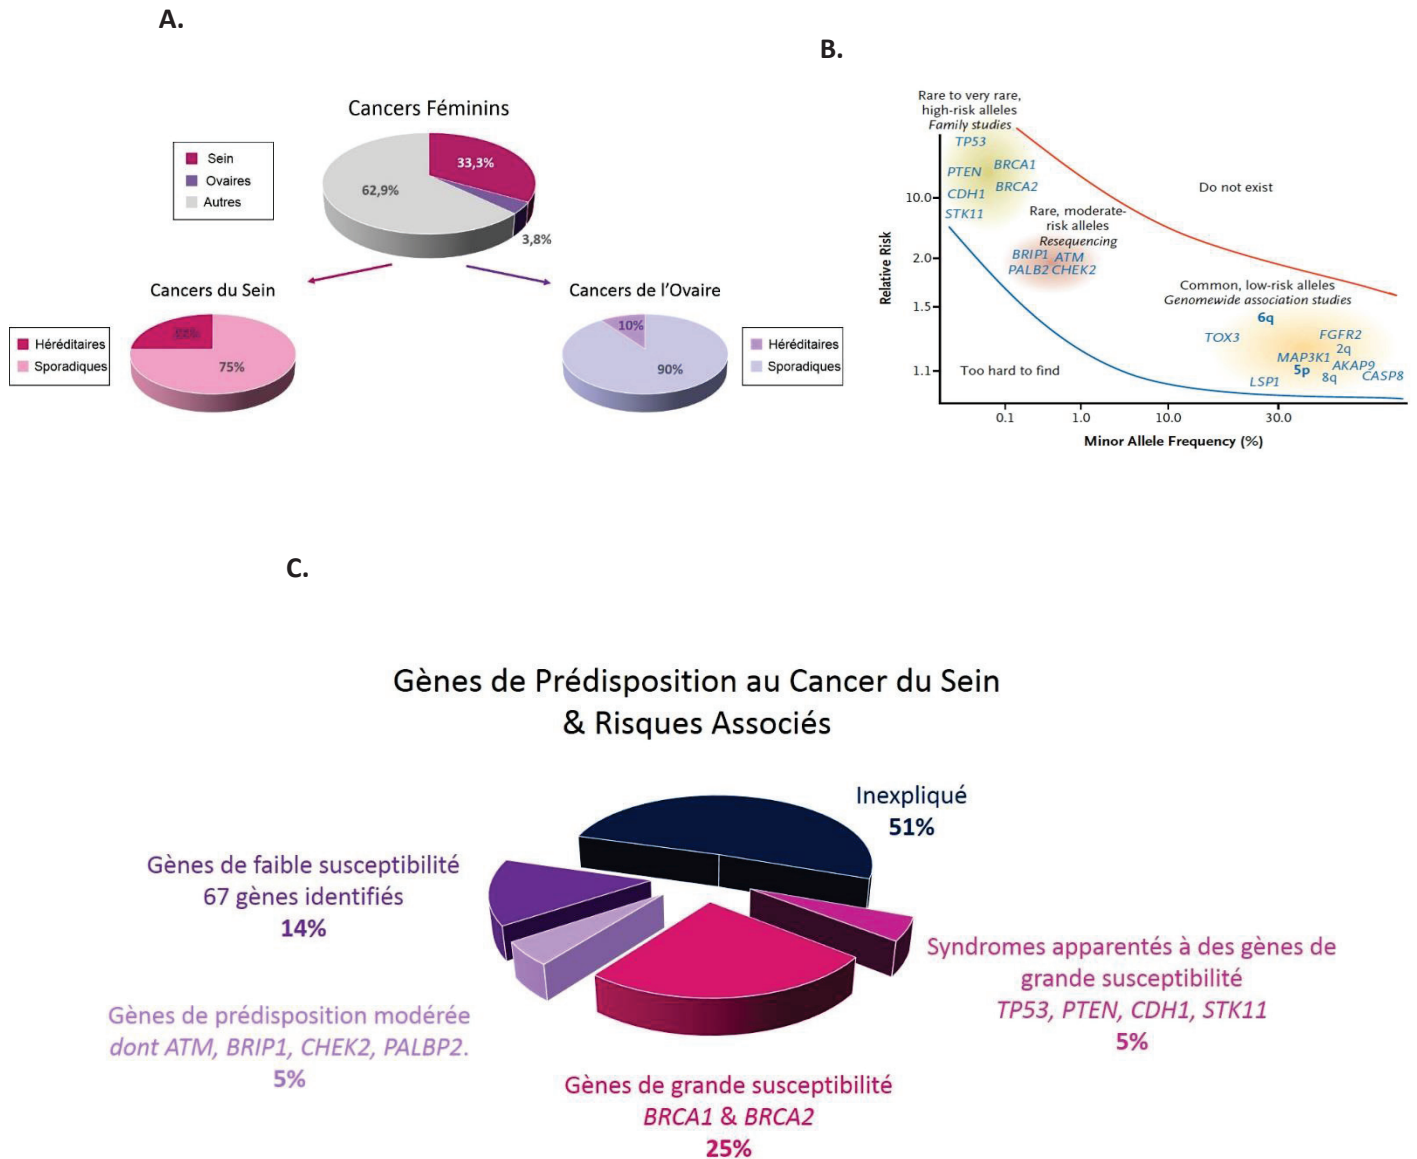 A.
Cancers Féminins
Sein
Ovaires
Autres
33,3%
62,9%
3,8%
Cancers du Sein
Héréditaires
Sporadiques
75%
Cancers de l'Ovaire
10%
90%
Héréditaires
Sporadiques
B.
Rare to very rare,
high-risk alleles
Family studies
TP53
PTEN
BRCA1
BRCA2
CDH1
STK11
Do not exist
Rare, moderate-
risk alleles
Resequencing
BRIP1 ATM
PALB2 CHEK2
Common, low-risk alleles
Genomewide association studies
6q
TOX3
FGFR2
2q
MAP3K1
AKAP9
5p
8q
CASP8
LSP1
Too hard to find
Relative Risk
10.0
2.0
1.5
1.1
0.1
1.0
10.0
30.0
Minor Allele Frequency (%)
C.
Gènes de Prédisposition au Cancer du Sein
& Risques Associés
Inexpliqué
51%
Gènes de faible susceptibilité
67 gènes identifiés
14%
Syndromes apparentés à des gènes de
grande susceptibilité
TP53, PTEN, CDH1, STK11
5%
Gènes de prédisposition modérée
dont ATM, BRIP1, CHEK2, PALBP2.
5%
Gènes de grande susceptibilité
BRCA1 & BRCA2
25%